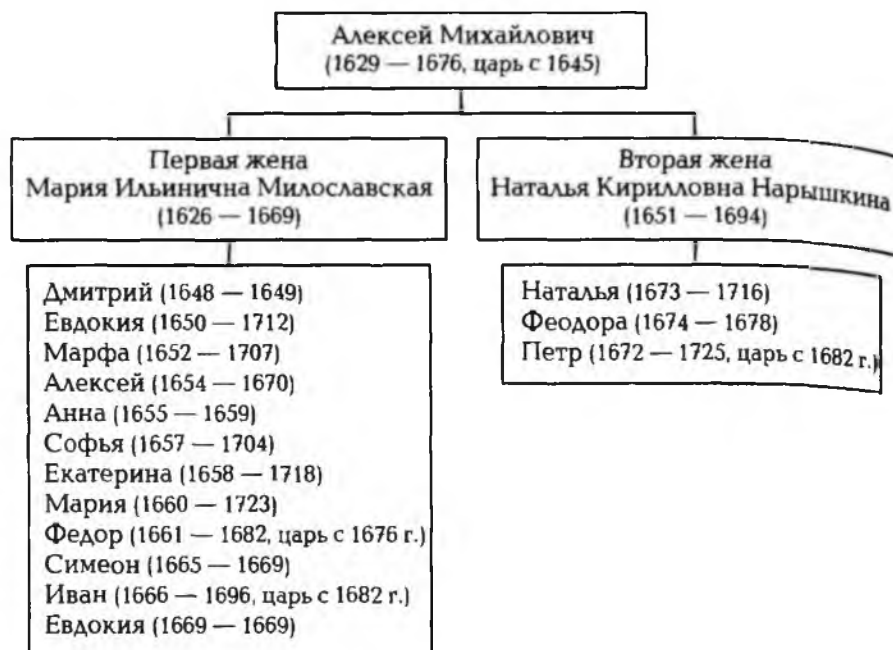 Алексей Михайлович
(1629 — 1676, царь с 1645)
Первая жена
Мария Ильинична Милославская
(1626 — 1669)
Вторая жена
Наталья Кирилловна Нарышкина
(1651 — 1694)
Дмитрий (1648 — 1649)
Евдокия (1650 — 1712)
Марфа (1652 — 1707)
Алексей (1654 — 1670)
Анна (1655 — 1659)
Софья (1657 — 1704)
Екатерина (1658 — 1718)
Мария (1660 — 1723)
Федор (1661 — 1682, царь с 1676 г.)
Симеон (1665 — 1669)
Иван (1666 — 1696, царь с 1682 г.)
Евдокия (1669 — 1669)
Наталья (1673 — 1716)
Феодора (1674 — 1678)
Петр (1672 — 1725, царь с 1682 г.)